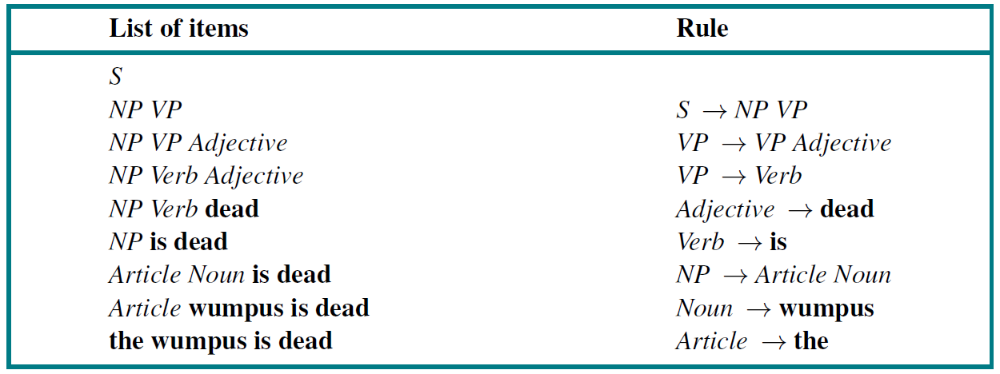 List of items Rule
S
NP VP S → NP VP
NP VP Adjective VP → VP Adjective
NP Verb Adjective VP → Verb
NP Verb dead Adjective → dead
NP is dead Verb → is
Article Noun is dead NP → Article Noun
Article wumpus is dead Noun → wumpus
the wumpus is dead Article → the